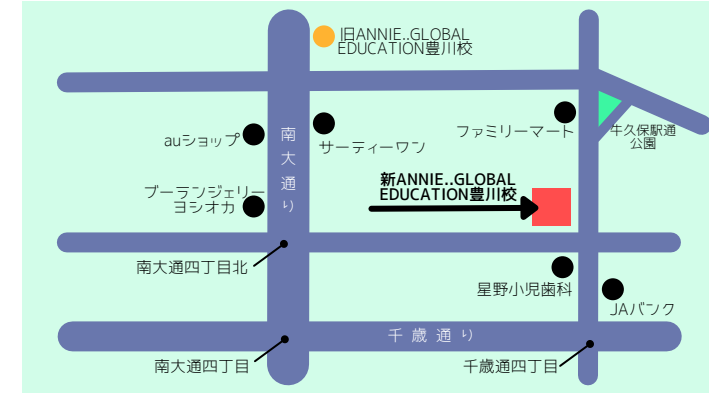 旧ANNIE..GLOBAL
EDUCATION豊川校
auショップ
南大通り
サーティーワン
ファミリーマート
牛久保駅通
公園
新ANNIE..GLOBAL
EDUCATION豊川校
ブーランジェリー
ヨシオカ
南大通四丁目北
星野小児歯科
JAバンク
千歳通り
南大通四丁目
千歳通四丁目